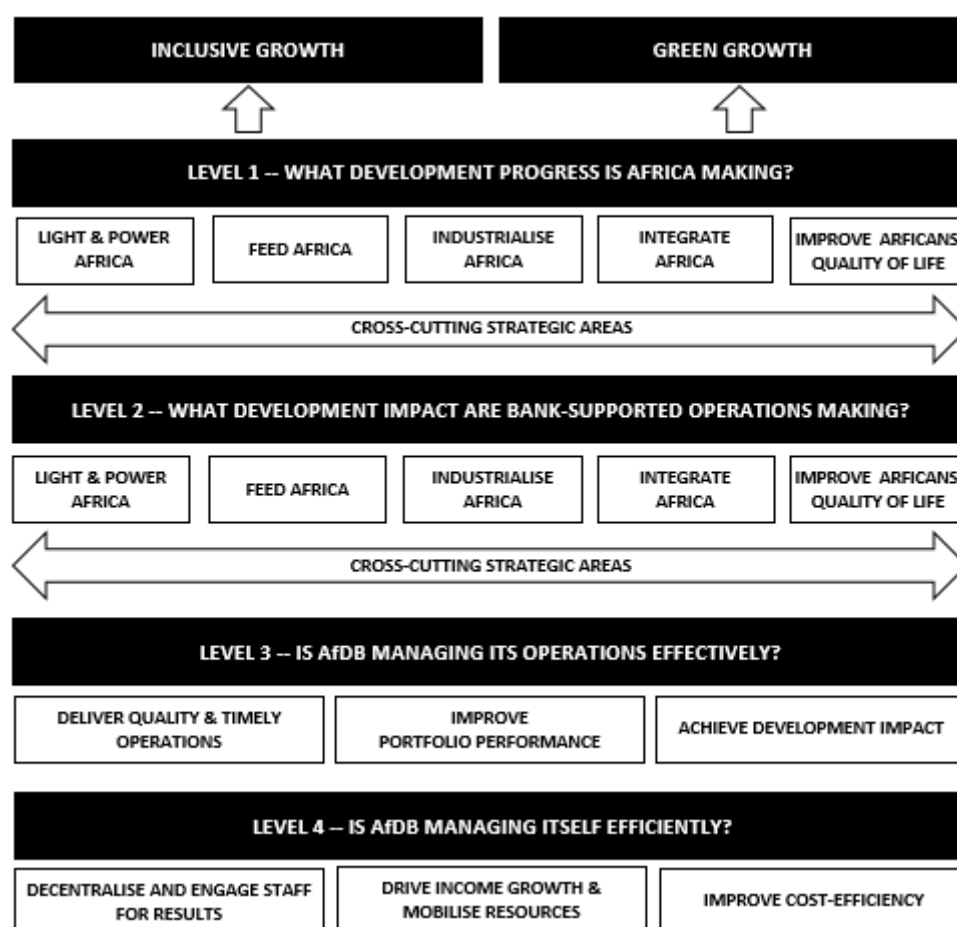 INCLUSIVE GROWTH
GREEN GROWTH
LEVEL 1 -- WHAT DEVELOPMENT PROGRESS IS AFRICA MAKING?
LIGHT & POWER
AFRICA
FEED AFRICA
INDUSTRIALISE
AFRICA
INTEGRATE
AFRICA
IMPROVE ARFICANS
QUALITY OF LIFE
CROSS-CUTTING STRATEGIC AREAS
LEVEL 2 -- WHAT DEVELOPMENT IMPACT ARE BANK-SUPPORTED OPERATIONS MAKING?
LIGHT & POWER
AFRICA
FEED AFRICA
INDUSTRIALISE
AFRICA
INTEGRATE
AFRICA
IMPROVE ARFICANS
QUALITY OF LIFE
CROSS-CUTTING STRATEGIC AREAS
LEVEL 3 -- IS AfDB MANAGING ITS OPERATIONS EFFECTIVELY?
DELIVER QUALITY & TIMELY
OPERATIONS
IMPROVE
PORTFOLIO PERFORMANCE
ACHIEVE DEVELOPMENT IMPACT
LEVEL 4 -- IS AfDB MANAGING ITSELF EFFICIENTLY?
DECENTRALISE AND ENGAGE STAFF
FOR RESULTS
DRIVE INCOME GROWTH &
MOBILISE RESOURCES
IMPROVE COST-EFFICIENCY